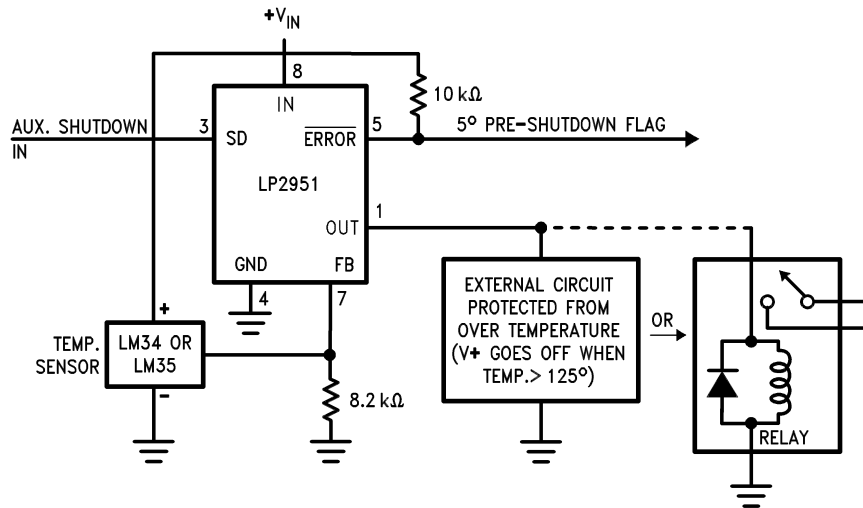 +VIN
8
IN
10 kΩ
AUX. SHUTDOWN
IN
3
SD
ERROR
5
5º PRE-SHUTDOWN FLAG
LP2951
OUT
1
GND
FB
4
7
+
TEMP.
SENSOR
LM34 OR
LM35
-
8.2 kΩ
EXTERNAL CIRCUIT
PROTECTED FROM
OVER TEMPERATURE
(V+ GOES OFF WHEN
TEMP.> 125º)
OR
RELAY